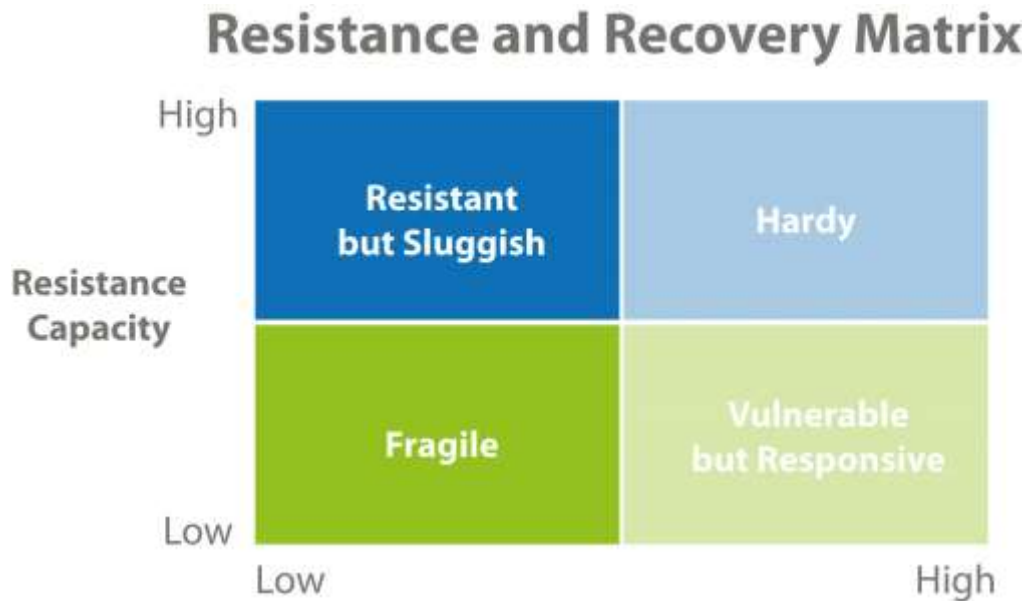 Resistance and Recovery Matrix
High
Resistant
but Sluggish
Hardy
Resistance
Capacity
Fragile
Vulnerable
but Responsive
Low
Low
High